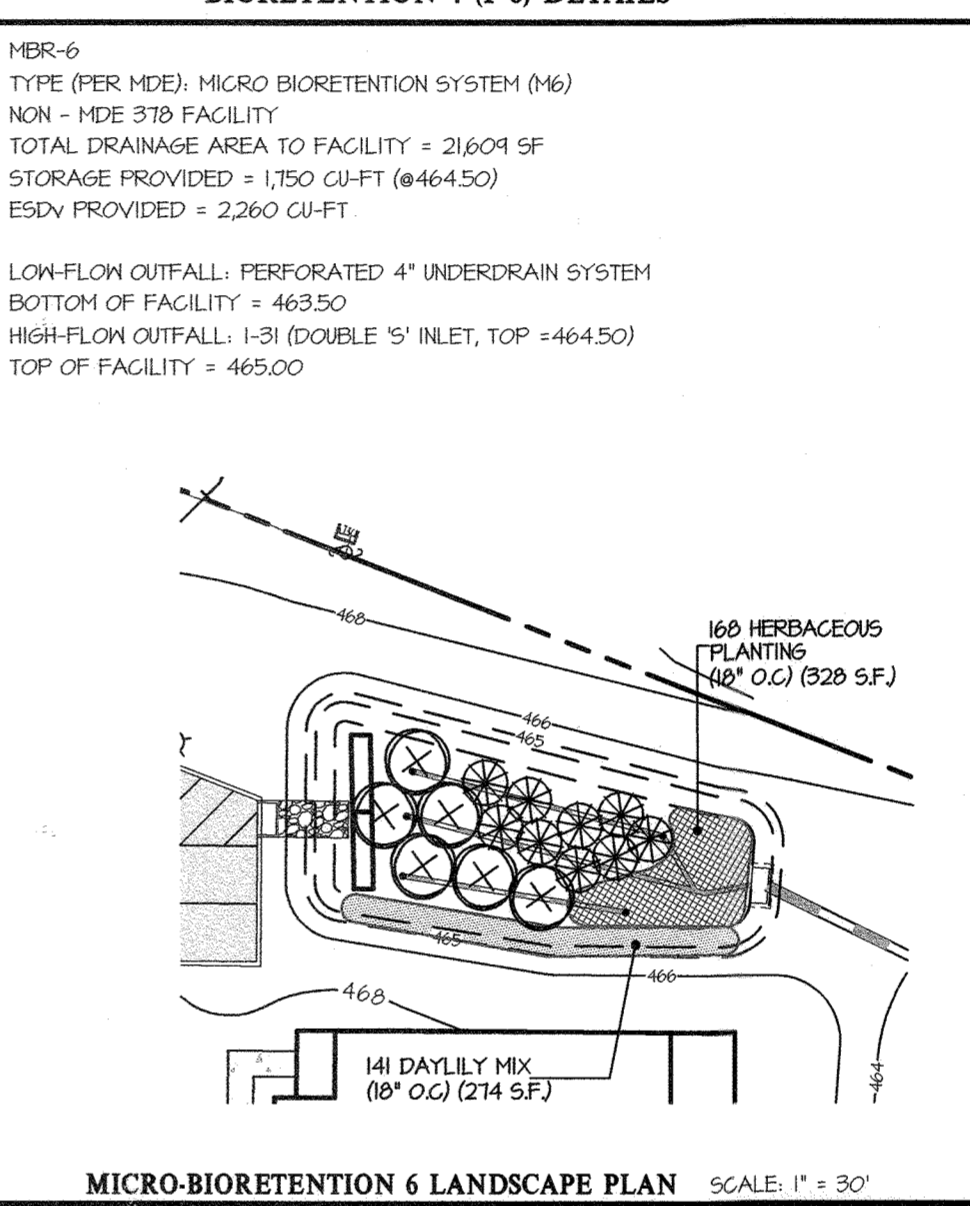 MBR-6
TYPE (PER MDE): MICRO BIORETENTION SYSTEM (M6)
NON - MDE 378 FACILITY
TOTAL DRAINAGE AREA TO FACILITY = 21,609 SF
STORAGE PROVIDED = 1,750 CU-FT (@464.50)
ESDv PROVIDED = 2,260 CU-FT
LOW-FLOW OUTFALL: PERFORATED 4" UNDERDRAIN SYSTEM
BOTTOM OF FACILITY = 463.50
HIGH-FLOW OUTFALL: I-31 (DOUBLE 'S' INLET, TOP =464.50)
TOP OF FACILITY = 465.00
468
168 HERBACEOUS
PLANTING
(18" O.C) (328 S.F.)
466
465
465
466
468
464
141 DAYLILY MIX
(18" O.C) (274 S.F.)
MICRO-BIORETENTION 6 LANDSCAPE PLAN SCALE: 1" = 30'